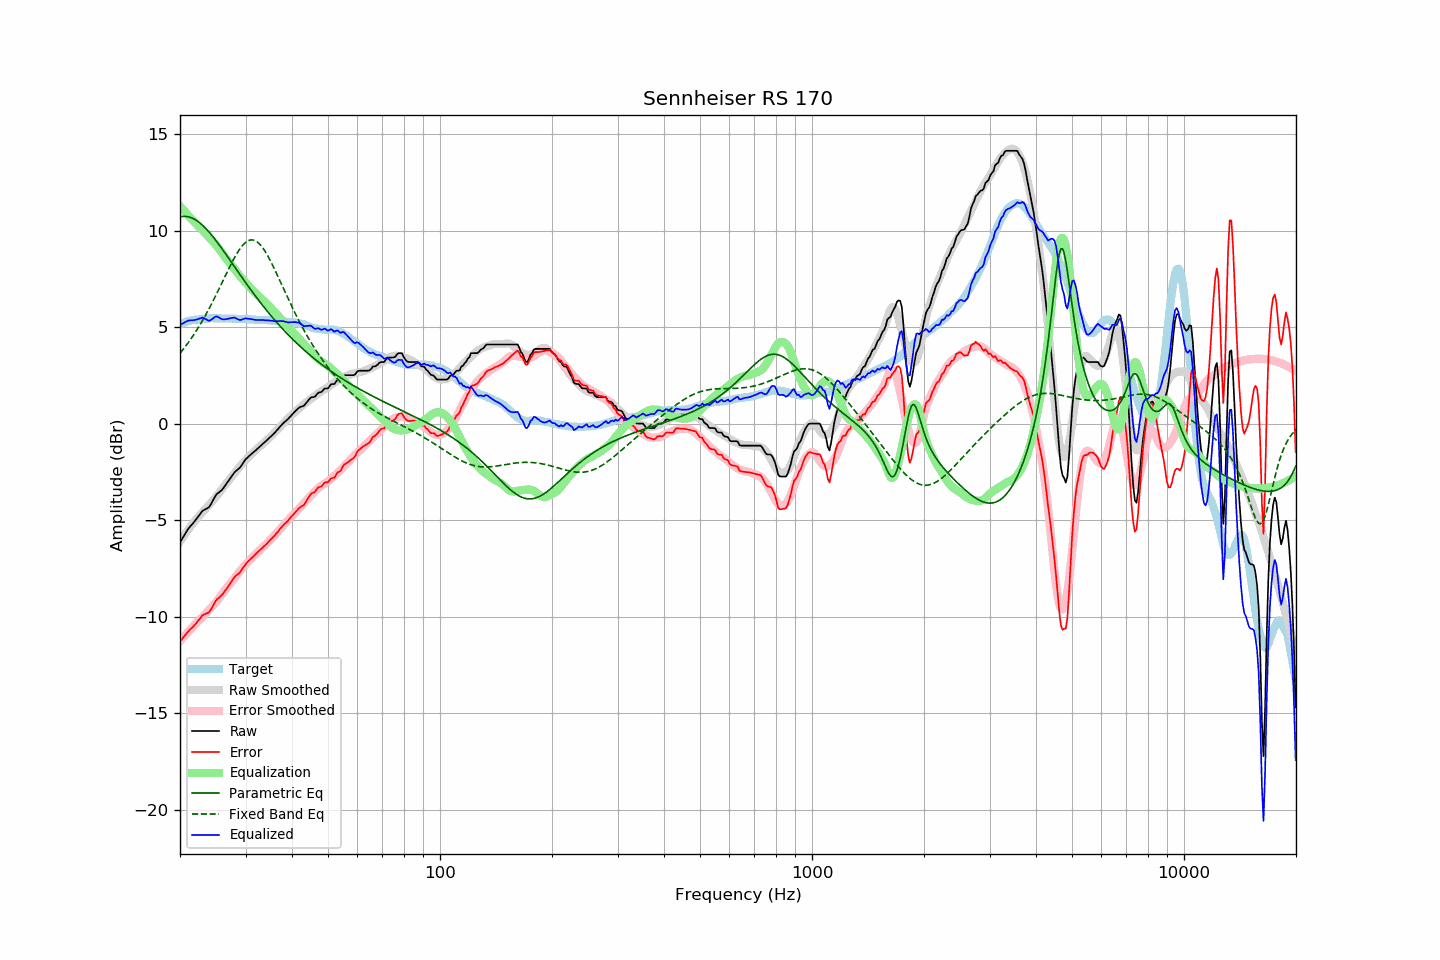 Sennheiser RS 170
15
10
5
0
−5
−10
−15
−20
Amplitude (dBr)
Target
Raw Smoothed
Error Smoothed
Raw
Error
Equalization
Parametric Eq
Fixed Band Eq
Equalized
100
1000
10000
Frequency (Hz)